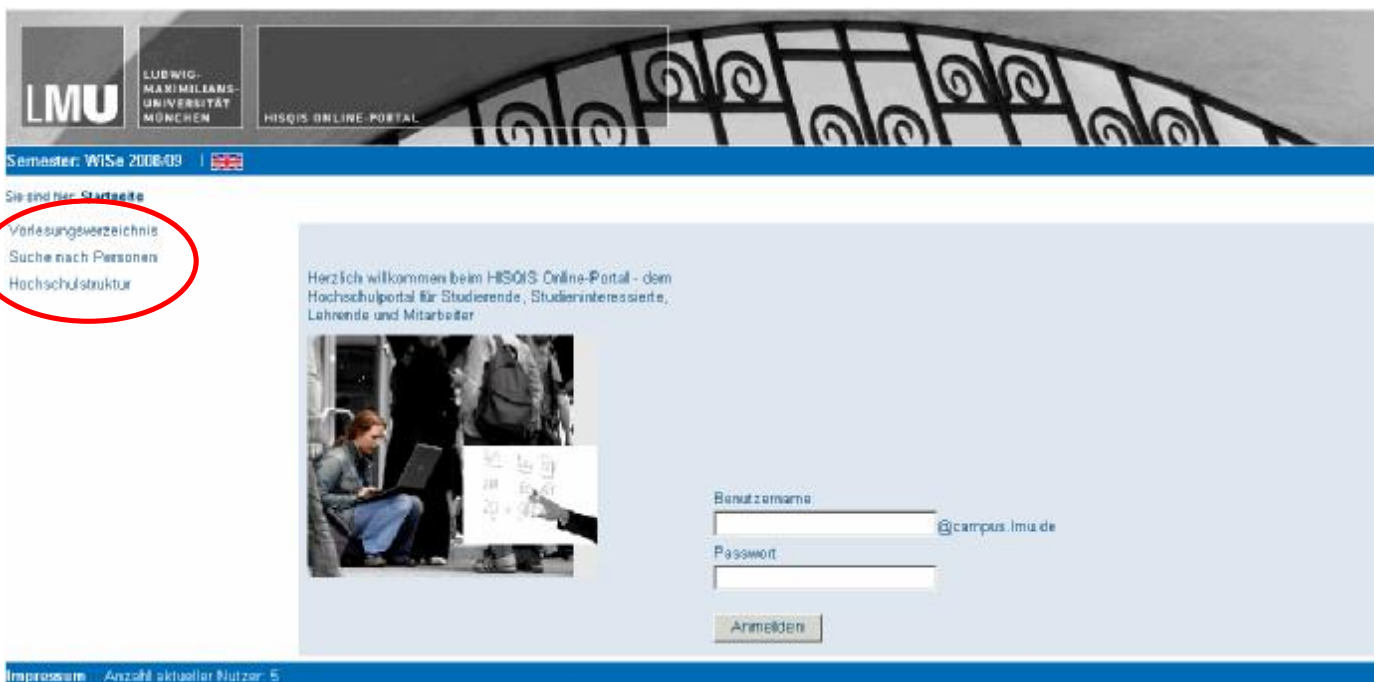 LMU
LUDWIG-
MAXIMILIANS-
UNIVERSITÄT
MÜNCHEN
HISQIS ONLINE-PORTAL
Semester: WiSe 2008/09 |
Sie sind hier: Startseite
Vorlesungsverzeichnis
Suche nach Personen
Hochschulstruktur
Herzlich willkommen beim HISQIS Online-Portal - dem
Hochschulportal für Studierende, Studieninteressierte,
Lehrende und Mitarbeiter
Benutzername
@campus.lmu.de
Passwort
Anmelden
Impressum Anzahl aktueller Nutzer: 5